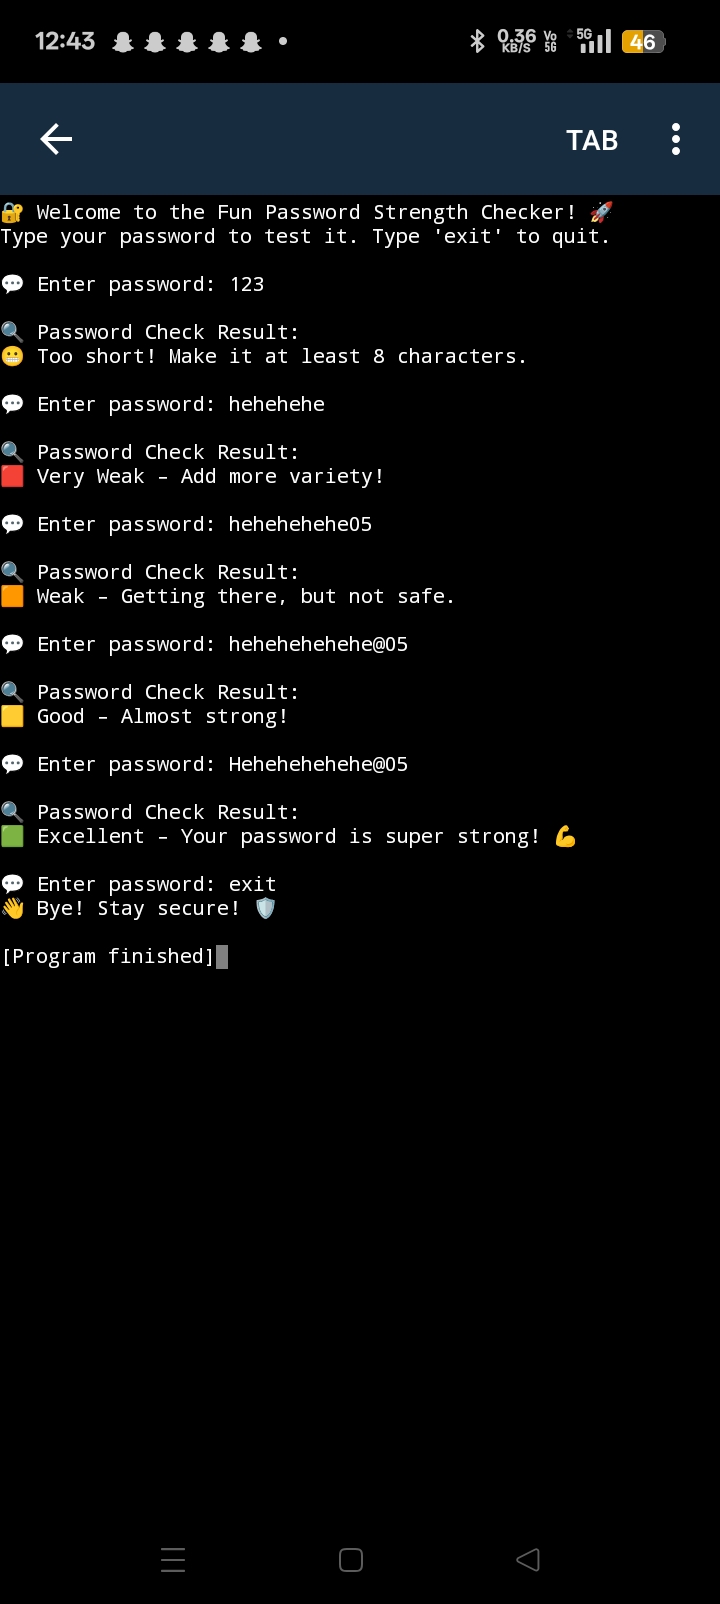 12:43 0.36 KB/S Vo 5G 5G 46
TAB
🔐 Welcome to the Fun Password Strength Checker! 🚀
Type your password to test it. Type 'exit' to quit.
💬 Enter password: 123
🔍 Password Check Result:
😬 Too short! Make it at least 8 characters.
💬 Enter password: hehehehe
🔍 Password Check Result:
🟥 Very Weak – Add more variety!
💬 Enter password: hehehehehe05
🔍 Password Check Result:
🟧 Weak – Getting there, but not safe.
💬 Enter password: hehehehehehe@05
🔍 Password Check Result:
🟨 Good – Almost strong!
💬 Enter password: Hehehehehehe@05
🔍 Password Check Result:
🟩 Excellent – Your password is super strong! 💪
💬 Enter password: exit
👋 Bye! Stay secure! 🛡️
[Program finished]